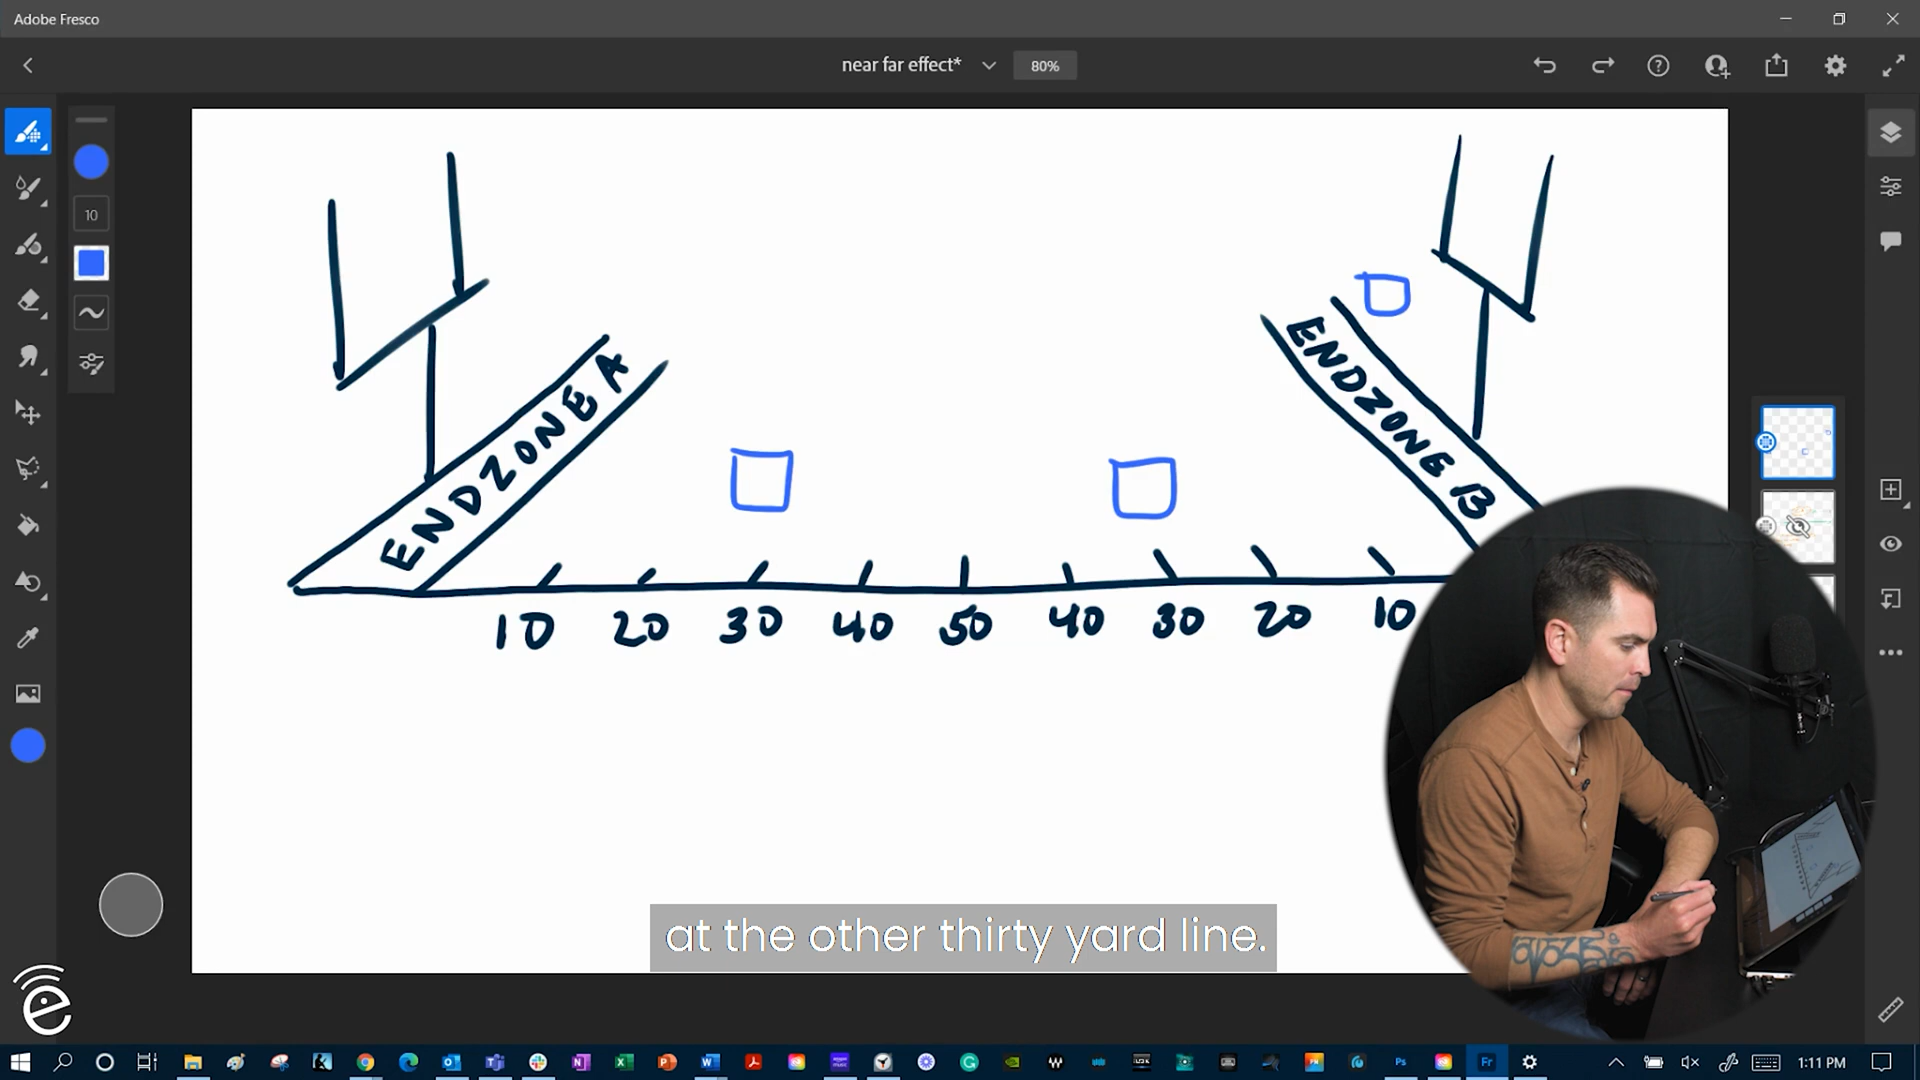 Adobe Fresco
near far effect*
80%
10
ENDZONE A
ENDZONE B
10 20 30 40 50 40 30 20 10
at the other thirty yard line.
1:11 PM